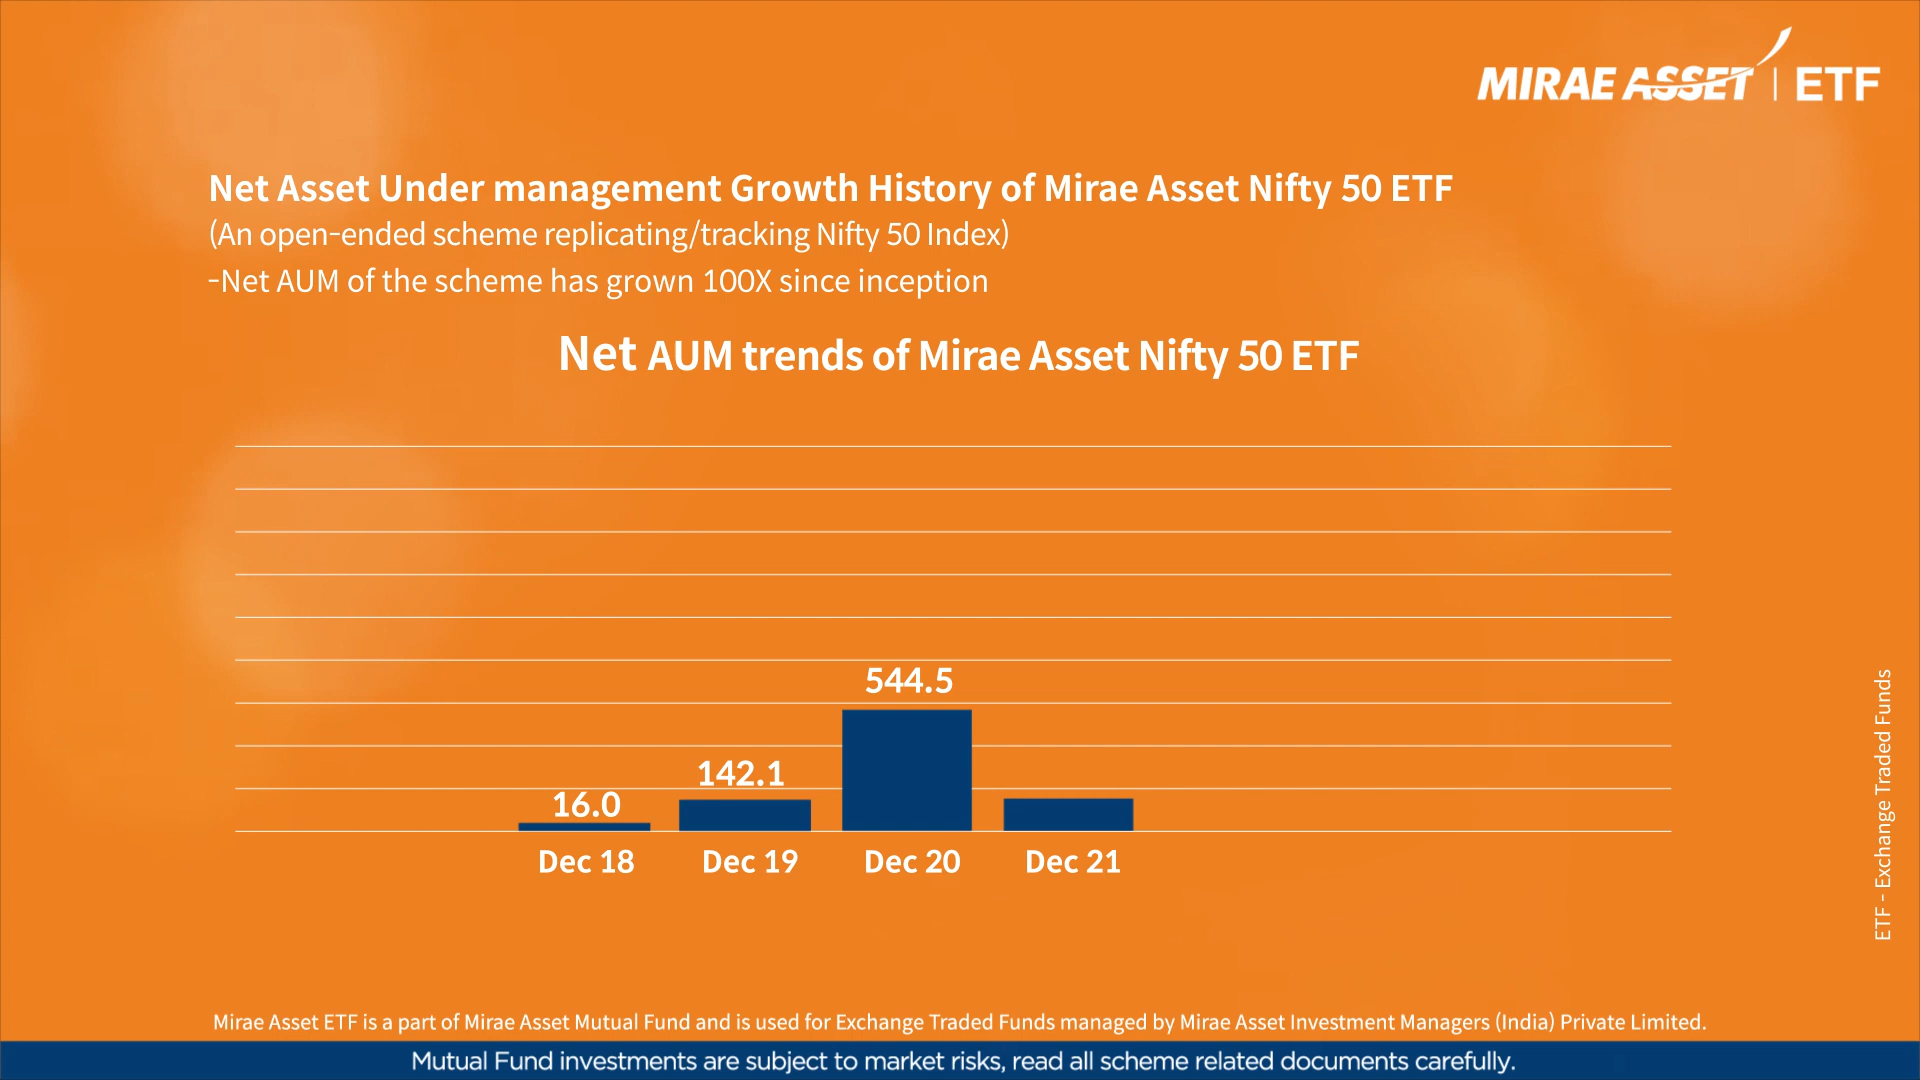 MIRAE ASSET | ETF
Net Asset Under management Growth History of Mirae Asset Nifty 50 ETF
(An open-ended scheme replicating/tracking Nifty 50 Index)
-Net AUM of the scheme has grown 100X since inception
Net AUM trends of Mirae Asset Nifty 50 ETF
544.5
142.1
16.0
Dec 18 Dec 19 Dec 20 Dec 21
ETF - Exchange Traded Funds
Mirae Asset ETF is a part of Mirae Asset Mutual Fund and is used for Exchange Traded Funds managed by Mirae Asset Investment Managers (India) Private Limited.
Mutual Fund investments are subject to market risks, read all scheme related documents carefully.